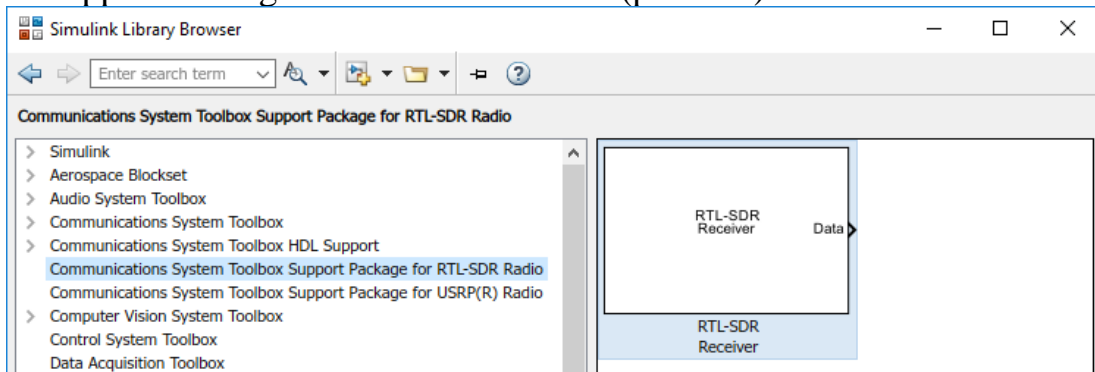 Simulink Library Browser
Enter search term
Communications System Toolbox Support Package for RTL-SDR Radio
Simulink
Aerospace Blockset
Audio System Toolbox
Communications System Toolbox
Communications System Toolbox HDL Support
Communications System Toolbox Support Package for RTL-SDR Radio
Communications System Toolbox Support Package for USRP(R) Radio
Computer Vision System Toolbox
Control System Toolbox
Data Acquisition Toolbox
RTL-SDR
Receiver
Data
RTL-SDR
Receiver